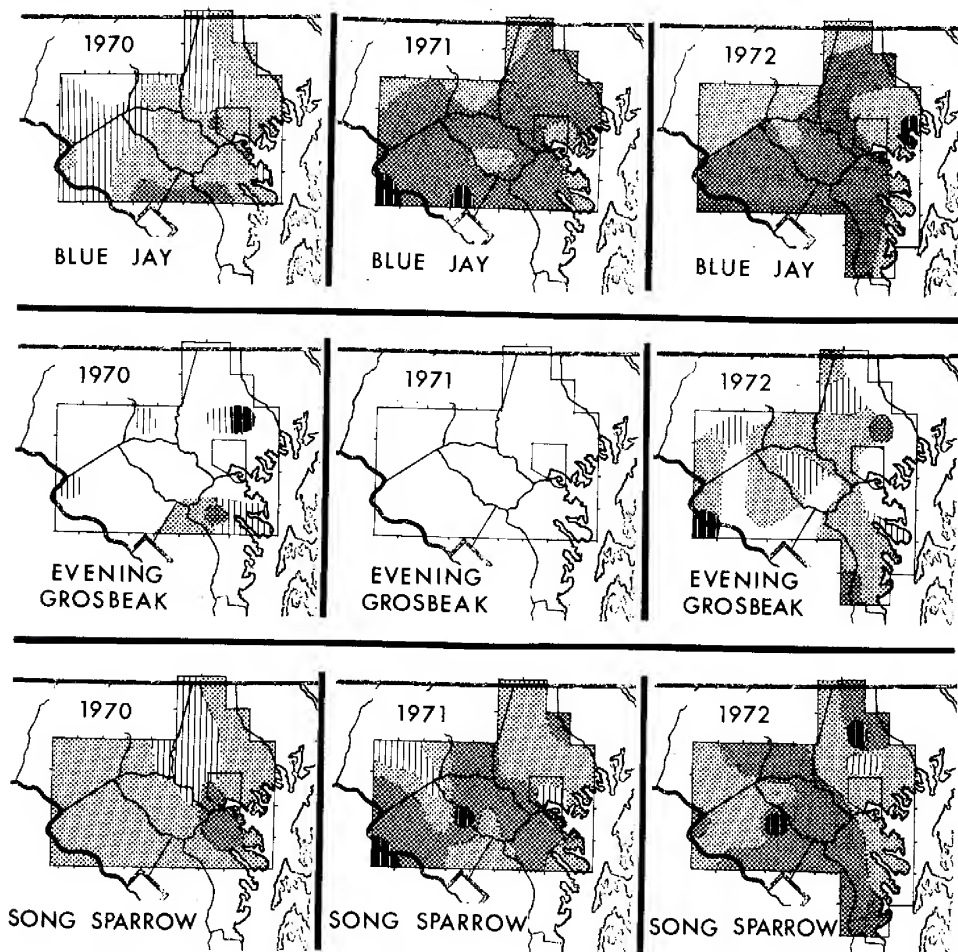 1970
BLUE JAY
1971
BLUE JAY
1972
BLUE JAY
1970
EVENING
GROSBEAK
1971
EVENING
GROSBEAK
1972
EVENING
GROSBEAK
1970
SONG SPARROW
1971
SONG SPARROW
1972
SONG SPARROW